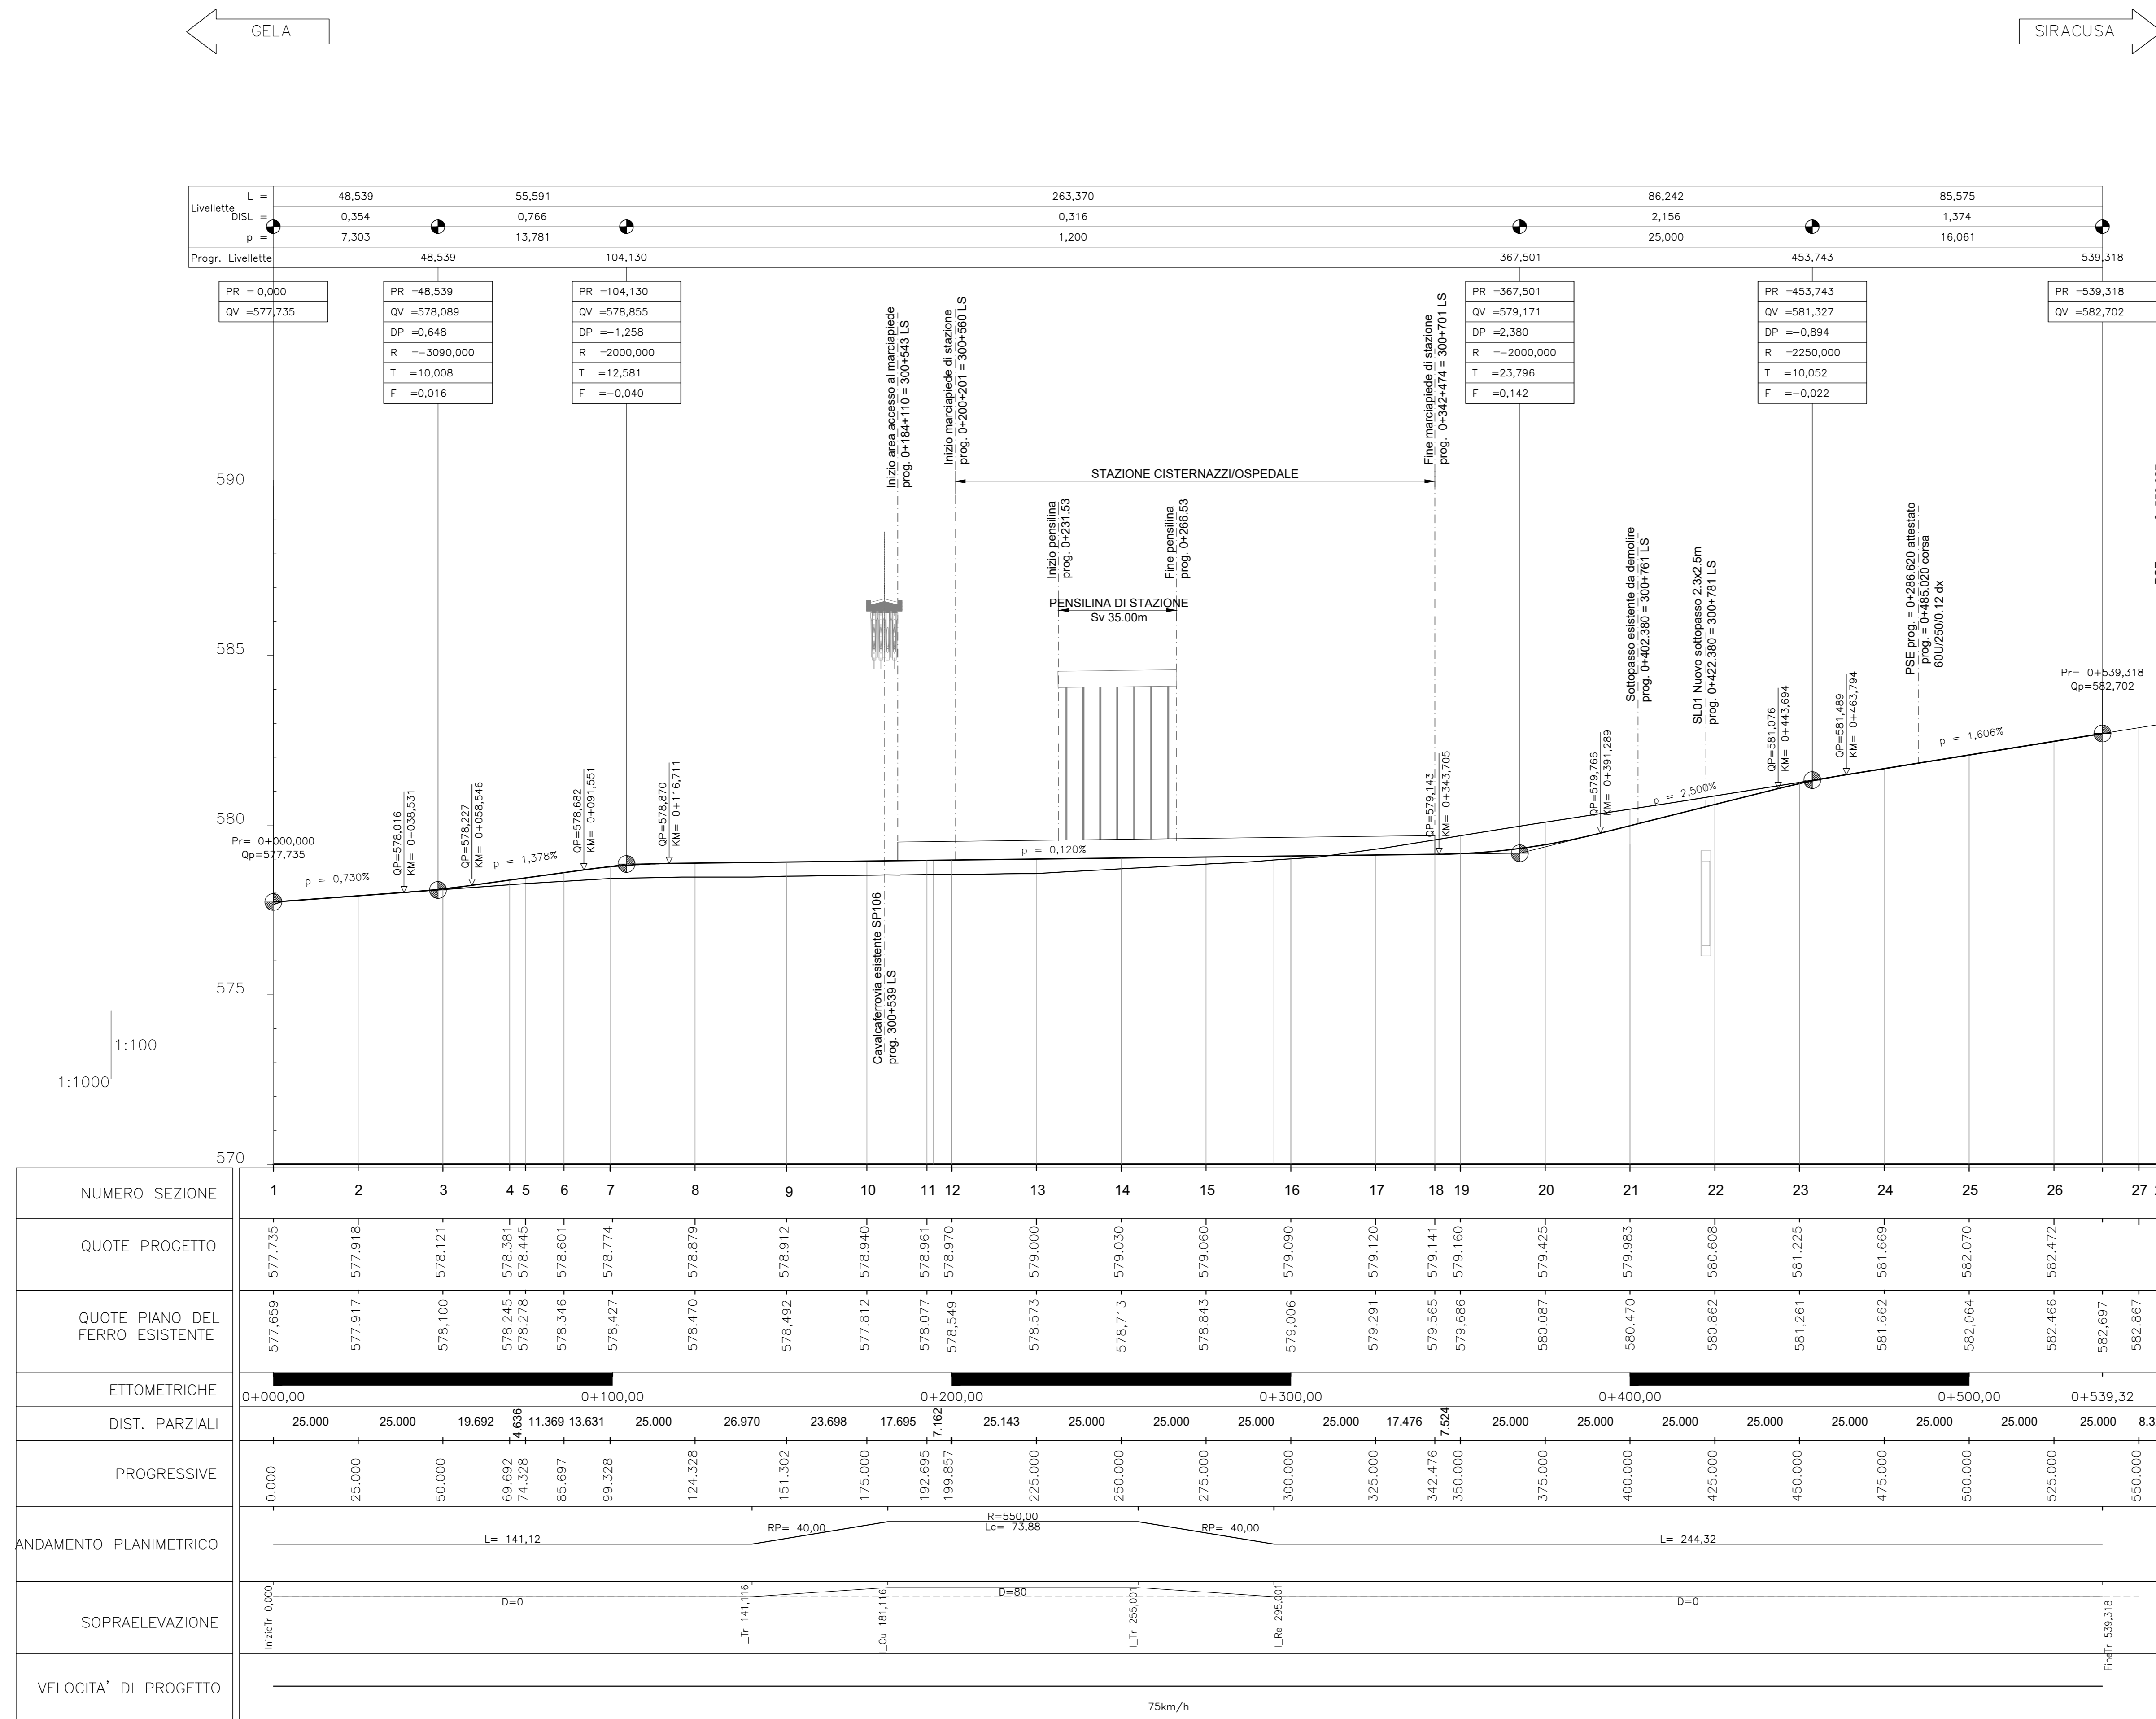 GELA
SIRACUSA
Livellette
L = 48,539 55,591 263,370 86,242 85,575
DISL = 0,354 0,766 0,316 2,156 1,374
p = 7,303 13,781 1,200 25,000 16,061
Progr. Livellette 48,539 104,130 367,501 453,743 539,318
PR = 0,000
QV =577,735
PR =48,539
QV =578,089
DP =0,648
R =-3090,000
T =10,008
F =0,016
PR =104,130
QV =578,855
DP =-1,258
R =2000,000
T =12,581
F =-0,040
PR =367,501
QV =579,171
DP =2,380
R =-2000,000
T =23,796
F =0,142
PR =453,743
QV =581,327
DP =-0,894
R =2250,000
T =10,052
F =-0,022
PR =539,318
QV =582,702
Inizio area accesso al marciapiede
prog. 0+184+110 = 300+543 LS
Inizio marciapiede di stazione
prog. 0+200+201 = 300+560 LS
Fine marciapiede di stazione
prog. 0+342+474 = 300+701 LS
STAZIONE CISTERNAZZI/OSPEDALE
Inizio pensilina
prog. 0+231.53
Fine pensilina
prog. 0+266.53
PENSILINA DI STAZIONE
Sv 35.00m
Sottopasso esistente da demolire
prog. 0+402.380 = 300+761 LS
SL01 Nuovo sottopasso 2.3x2.5m
prog. 0+422.380 = 300+781 LS
PSE prog. = 0+286.620 attestato
prog. = 0+485.020 corsa
60U/250/0.12 dx
Cavalcaferrovia esistente SP106
prog. 300+539 LS
590
585
580
575
570
1:100
1:1000
Pr= 0+000,000
Qp=577,735
p = 0,730%
QP=578,016
KM= 0+038,531
QP=578,227
KM= 0+058,546
p = 1,378%
QP=578,682
KM= 0+091,551
QP=578,870
KM= 0+116,711
p = 0,120%
QP=579,143
KM= 0+343,705
QP=579,766
KM= 0+391,289
p = 2,500%
QP=581,076
KM= 0+443,694
QP=581,489
KM= 0+463,794
p = 1,606%
Pr= 0+539,318
Qp=582,702
NUMERO SEZIONE 1 2 3 4 5 6 7 8 9 10 11 12 13 14 15 16 17 18 19 20 21 22 23 24 25 26 27
QUOTE PROGETTO 577.735 577.918 578.121 578.381 578.445 578.601 578.774 578.879 578.912 578.940 578.961 578.970 579.000 579.030 579.060 579.090 579.120 579.141 579.160 579.425 579.983 580.608 581.225 581.669 582.070 582.472
QUOTE PIANO DEL
FERRO ESISTENTE
577,659 577.917 578,100 578.245 578.278 578.346 578,427 578.470 578,492 577.812 578.077 578,549 578.573 578,713 578.843 579,006 579.291 579.565 579,686 580.087 580.470 580.862 581,261 581.662 582,064 582.466 582,697 582.867
ETTOMETRICHE 0+000,00 0+100,00 0+200,00 0+300,00 0+400,00 0+500,00 0+539,32
DIST. PARZIALI 25.000 25.000 19.692 4.636 11.369 13.631 25.000 26.970 23.698 17.695 7.162 25.143 25.000 25.000 25.000 25.000 17.476 7.524 25.000 25.000 25.000 25.000 25.000 25.000 25.000 25.000
PROGRESSIVE 0.000 25.000 50.000 69.692 74.328 85.697 99.328 124.328 151.302 175.000 192.695 199.857 225.000 250.000 275.000 300.000 325.000 342.476 350.000 375.000 400.000 425.000 450.000 475.000 500.000 525.000 550.000
ANDAMENTO PLANIMETRICO L= 141,12 RP= 40,00 R=550,00 Lc= 73,88 RP= 40,00 L= 244,32
SOPRAELEVAZIONE
D=0 D=80 D=0
InizioTr 0,000
I_Tr 141,116
I_Cu 181,116
I_Tr 255,001
I_Re 295,001
FineTr 539,318
VELOCITA' DI PROGETTO
75km/h